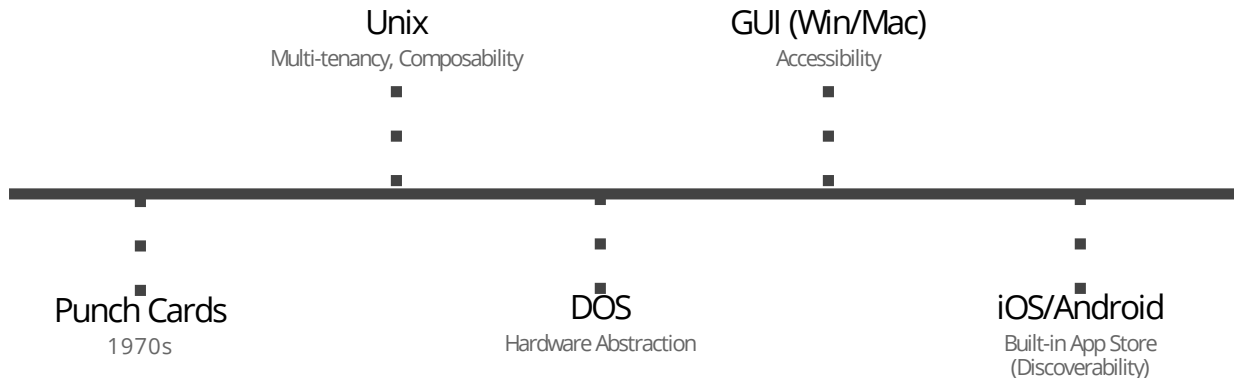 Unix
Multi-tenancy, Composability
GUI (Win/Mac)
Accessibility
Punch Cards
1970s
DOS
Hardware Abstraction
iOS/Android
Built-in App Store
(Discoverability)